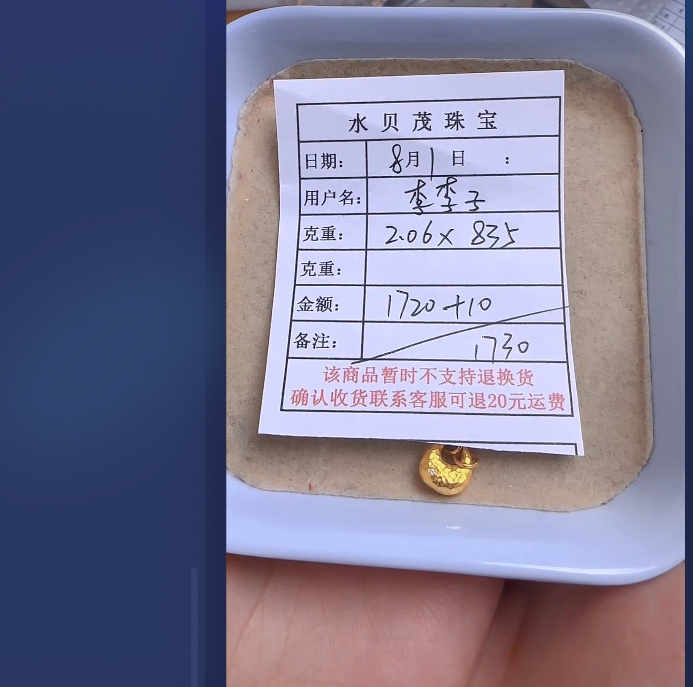 水贝茂珠宝
日期: 8月1日 :
用户名: 李李子
克重: 2.06× 835
克重:
金额: 1720+10
备注: 1730
该商品暂时不支持退换货
确认收货联系客服可退20元运费